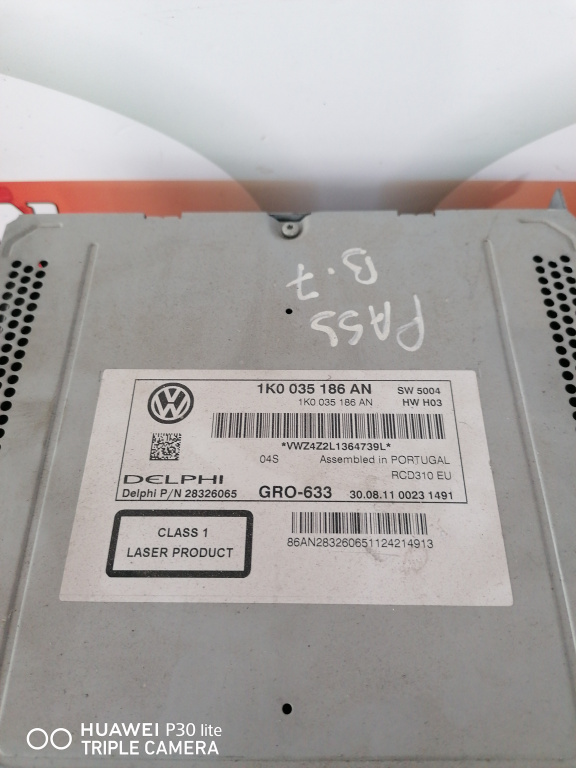 B.7
PASS
1K0 035 186 AN SW 5004
1K0 035 186 AN HW H03
*VWZ4Z2L1364739L*
04S Assembled in PORTUGAL
DELPHI RCD310 EU
Delphi P/N 28326065 GRO-633 30.08.11 0023 1491
CLASS 1
LASER PRODUCT
86AN283260651124214913
HUAWEI P30 lite
TRIPLE CAMERA